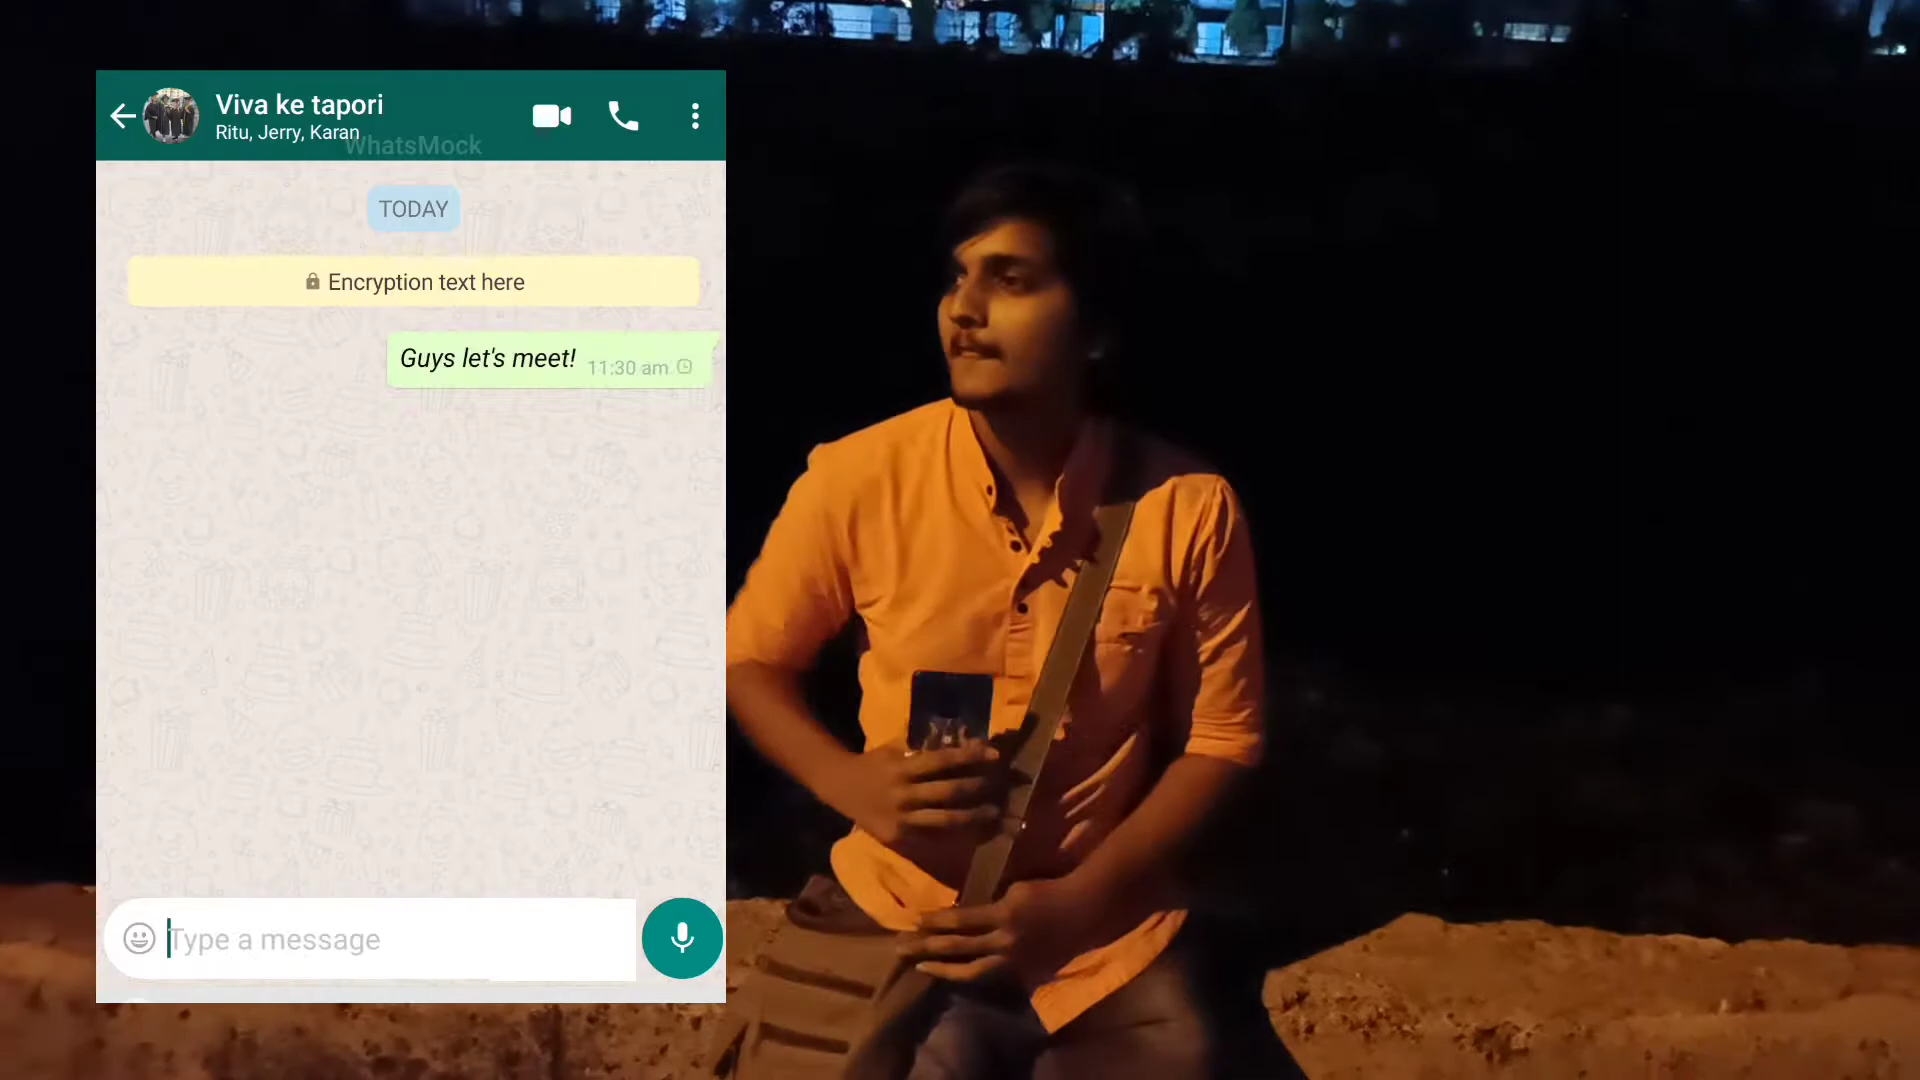 Viva ke tapori
Ritu, Jerry, Karan
WhatsMock
TODAY
Encryption text here
Guys let's meet! 11:30 am
Type a message